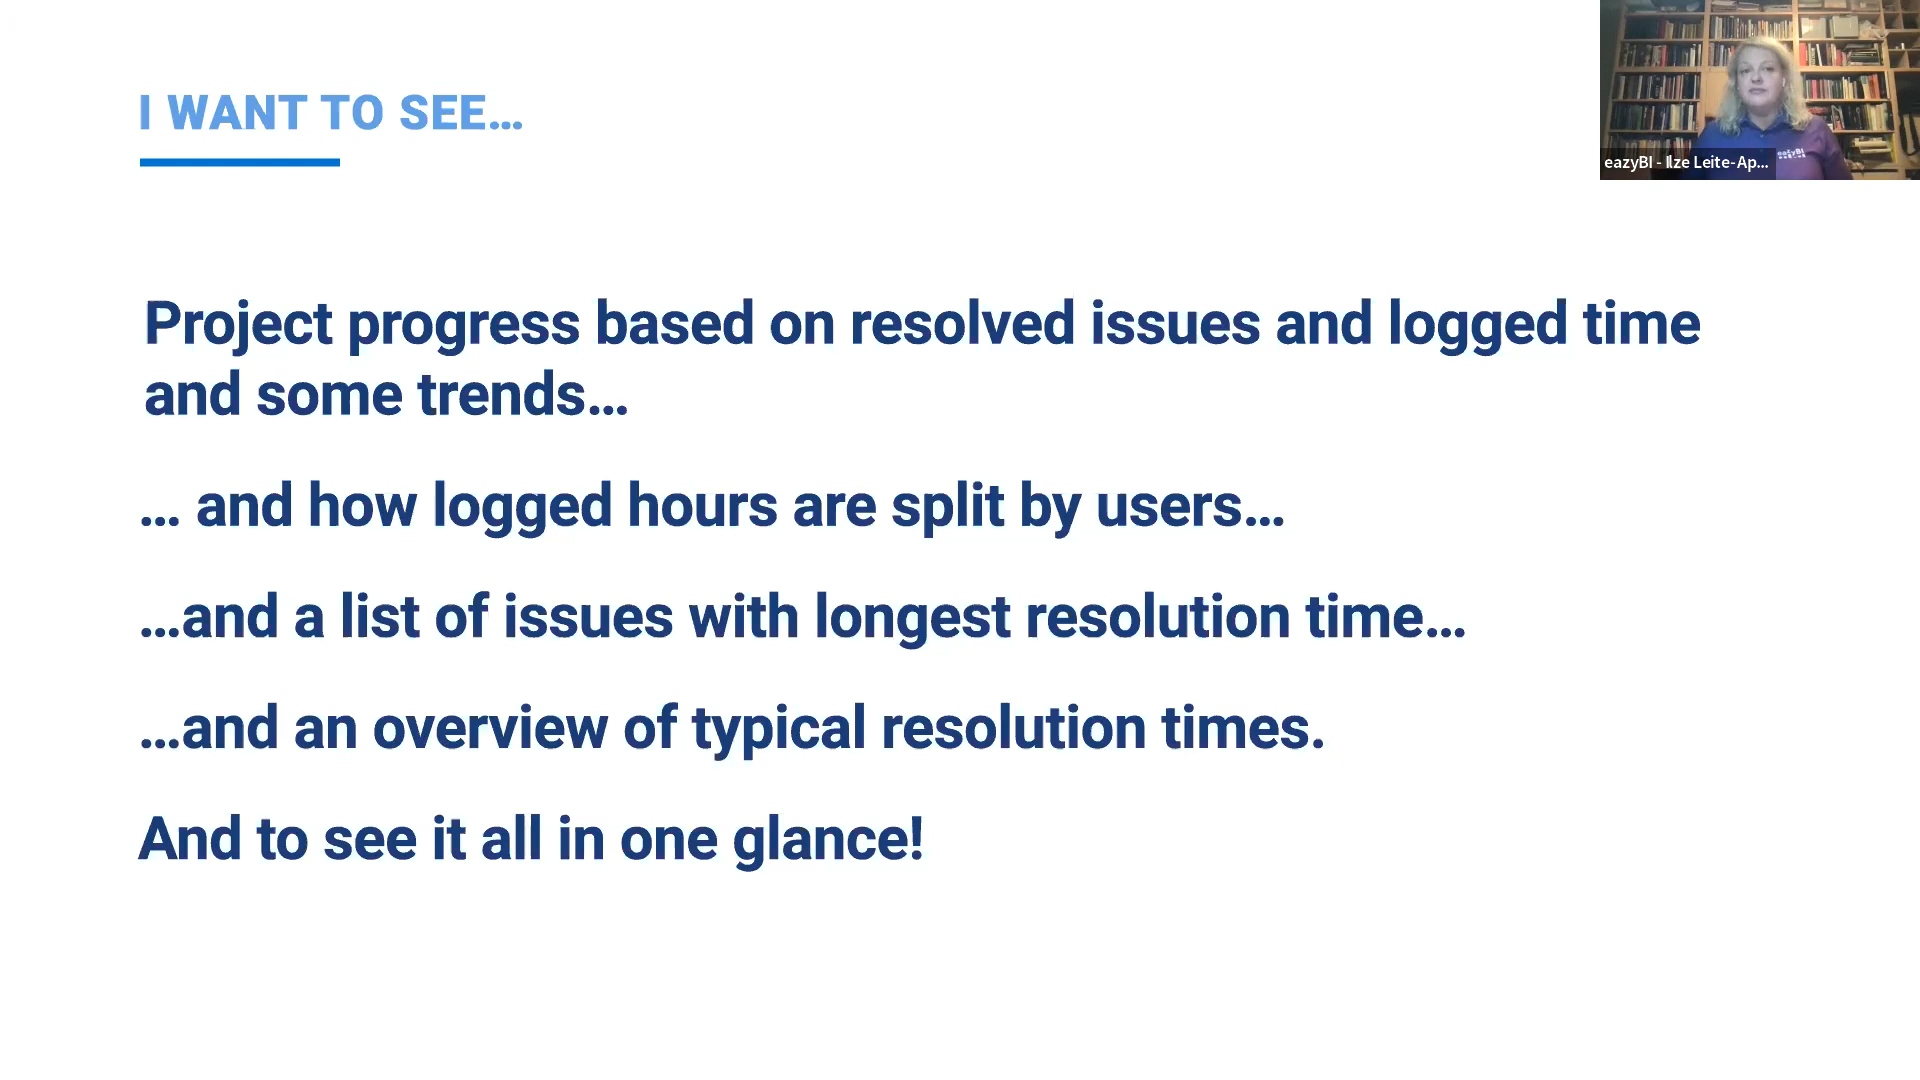 I WANT TO SEE...
Project progress based on resolved issues and logged time
and some trends...
... and how logged hours are split by users...
...and a list of issues with longest resolution time...
...and an overview of typical resolution times.
And to see it all in one glance!
eazyBI - Ilze Leite-Ap...
eazyBI